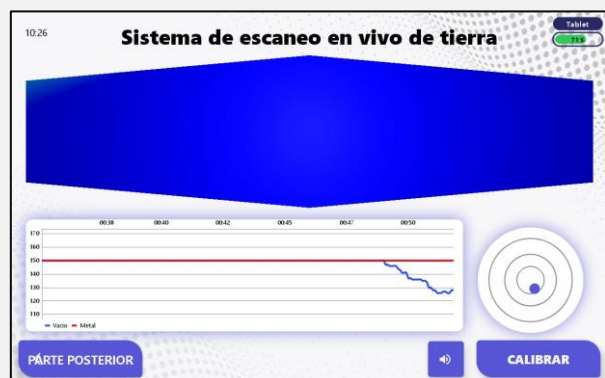 10:26
Sistema de escaneo en vivo de tierra
Tablet
71%
00:38 00:40 00:42 00:45 00:47 00:50
170
160
150
140
130
120
110
Vacio Metal
PARTE POSTERIOR
CALIBRAR